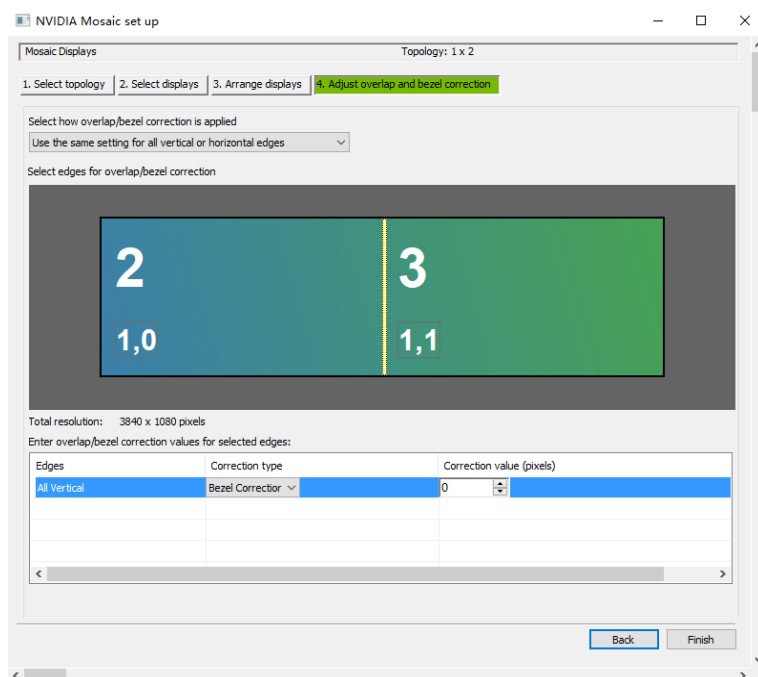 NVIDIA Mosaic set up
Mosaic Displays Topology: 1 x 2
1. Select topology 2. Select displays 3. Arrange displays 4. Adjust overlap and bezel correction
Select how overlap/bezel correction is applied
Use the same setting for all vertical or horizontal edges
Select edges for overlap/bezel correction
2 3
1,0 1,1
Total resolution: 3840 x 1080 pixels
Enter overlap/bezel correction values for selected edges:
Edges Correction type Correction value (pixels)
All Vertical Bezel Correctior 0
Back Finish